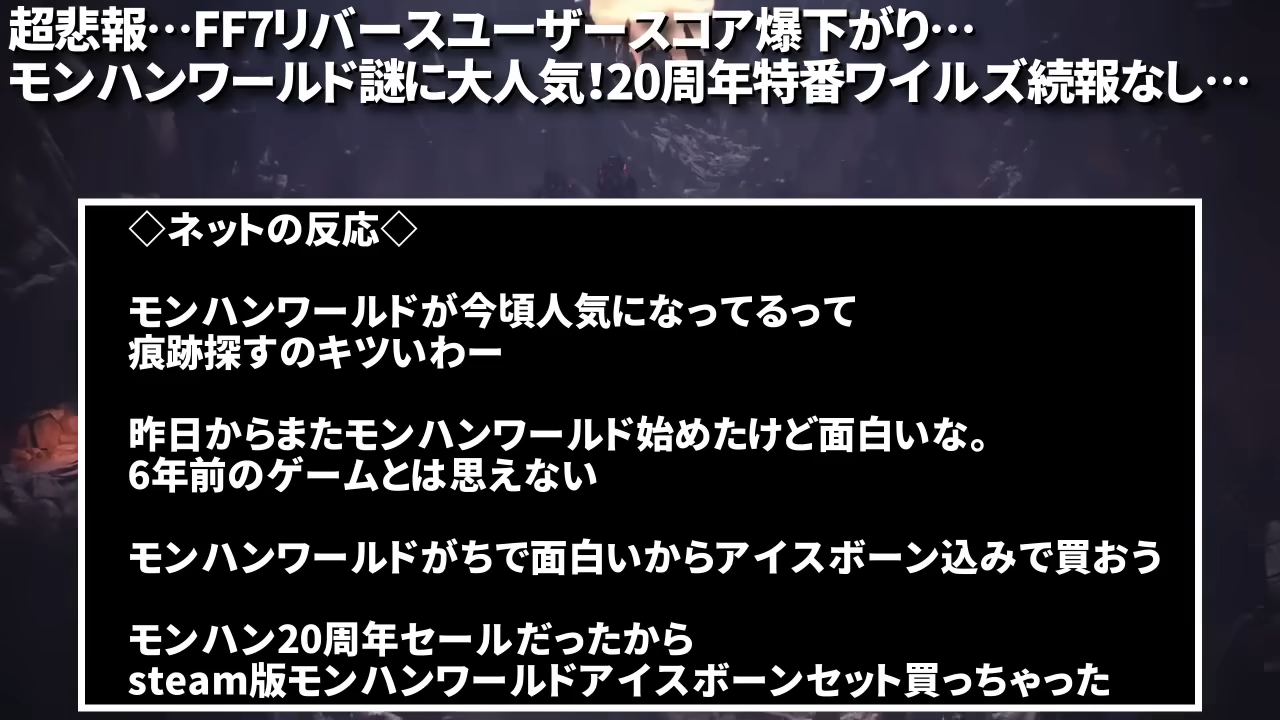 超悲報…FF7リバースユーザースコア爆下がり…
モンハンワールド謎に大人気！20周年特番ワイルズ続報なし…
◇ネットの反応◇
モンハンワールドが今頃人気になってるって
痕跡探すのキツいわー
昨日からまたモンハンワールド始めたけど面白いな。
6年前のゲームとは思えない
モンハンワールドがちで面白いからアイスボーン込みで買おう
モンハン20周年セールだったから
steam版モンハンワールドアイスボーンセット買っちゃった